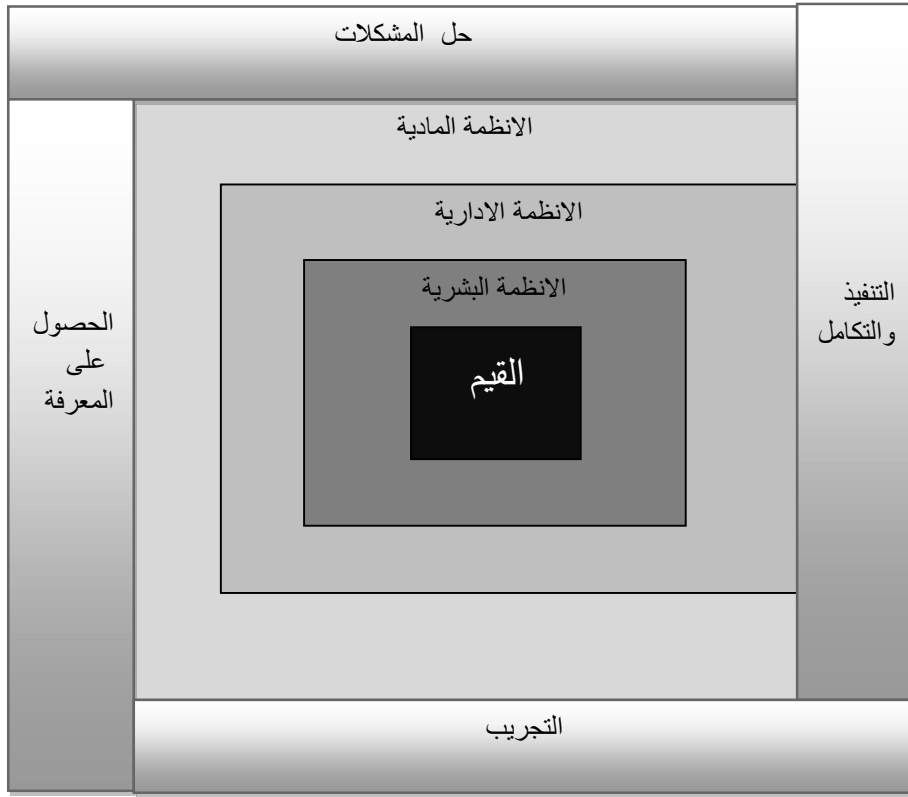 حل المشكلات
الانظمة المادية
الانظمة الادارية
الانظمة البشرية
القيم
التنفيذ
والتكامل
الحصول
على
المعرفة
التجريب